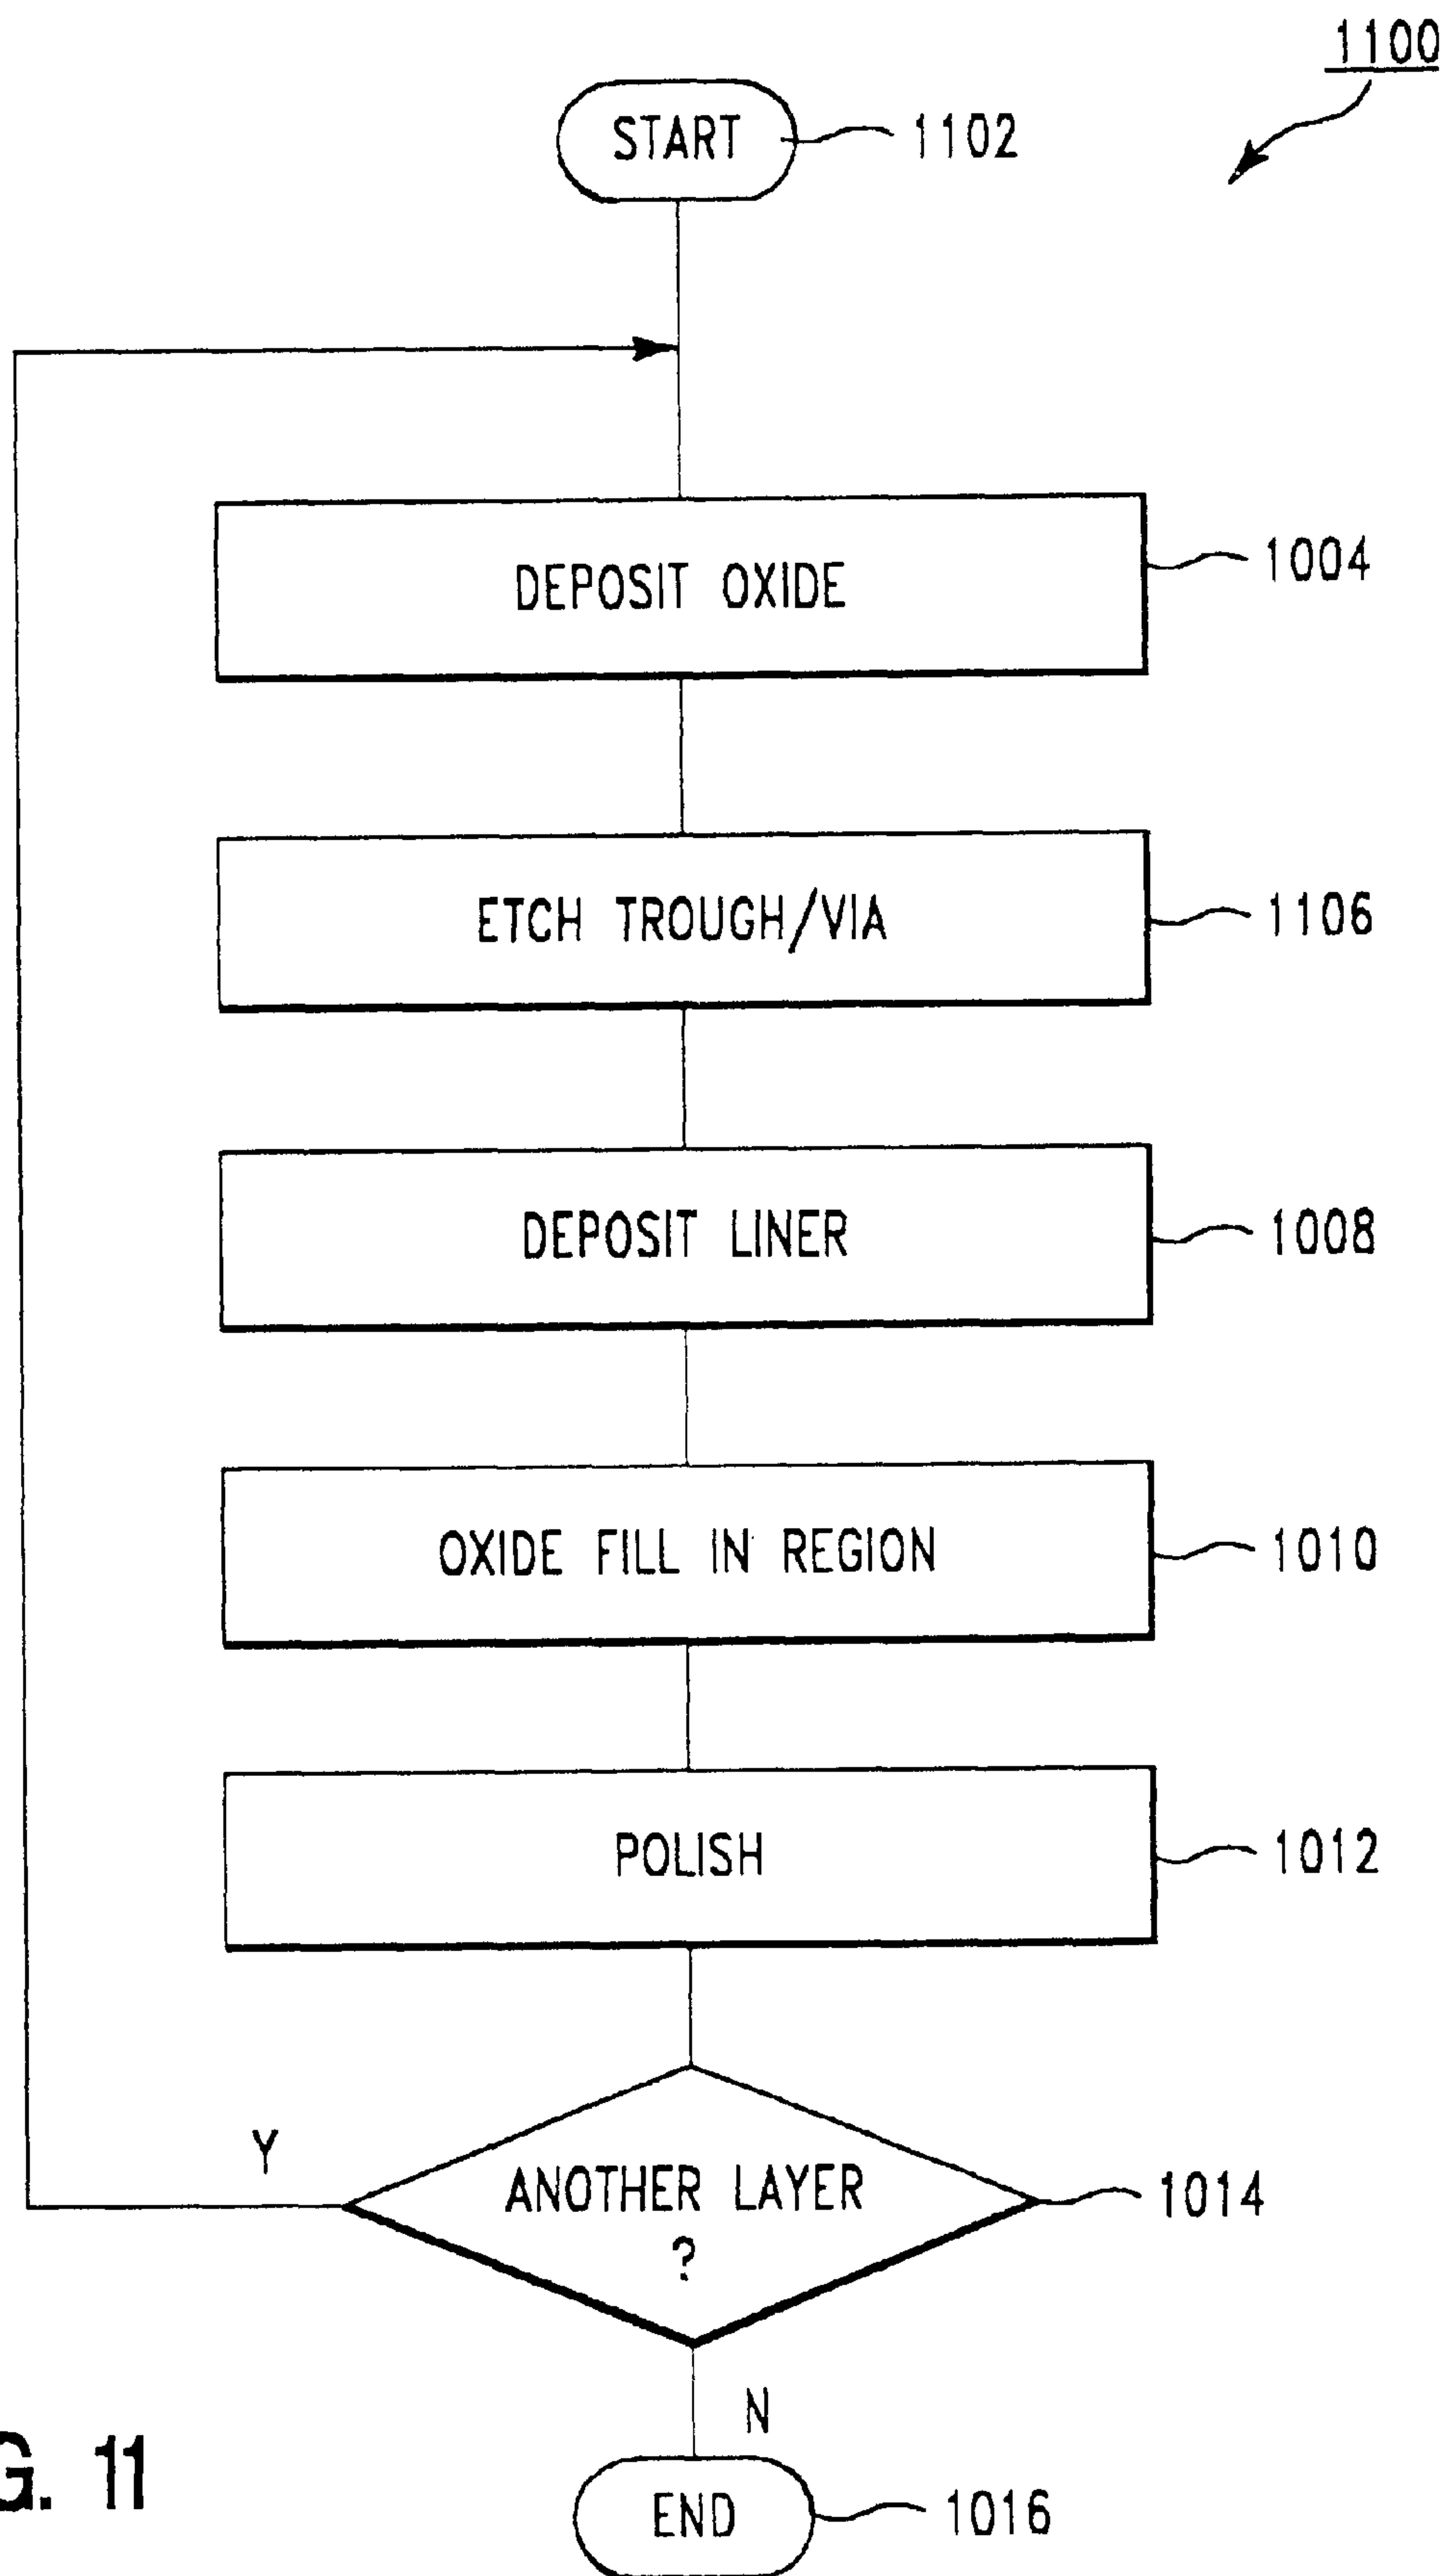 1100
START
1102
DEPOSIT OXIDE
1004
ETCH TROUGH/VIA
1106
DEPOSIT LINER
1008
OXIDE FILL IN REGION
1010
POLISH
1012
Y
ANOTHER LAYER
?
1014
N
G. 11
END
1016